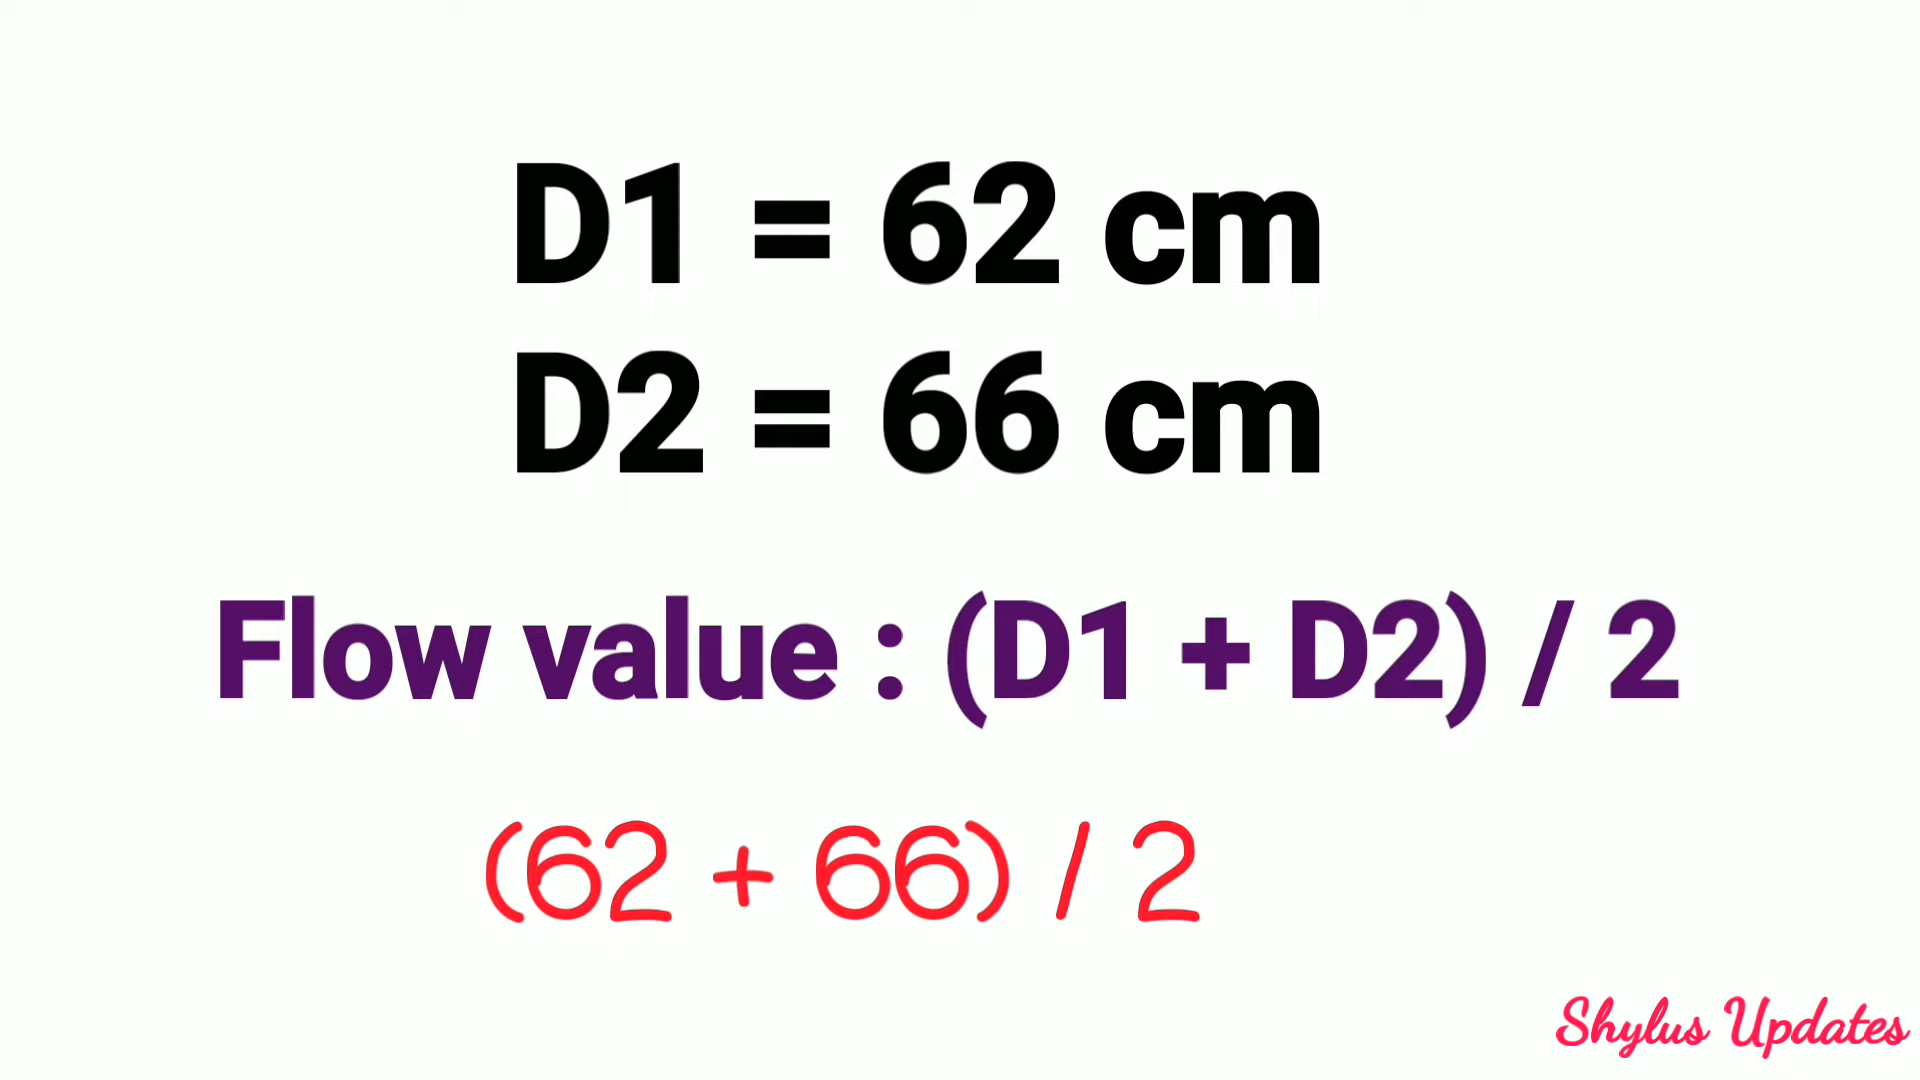 D1 = 62 cm
D2 = 66 cm
Flow value : (D1 + D2) / 2
(62 + 66) / 2
Shylus Updates